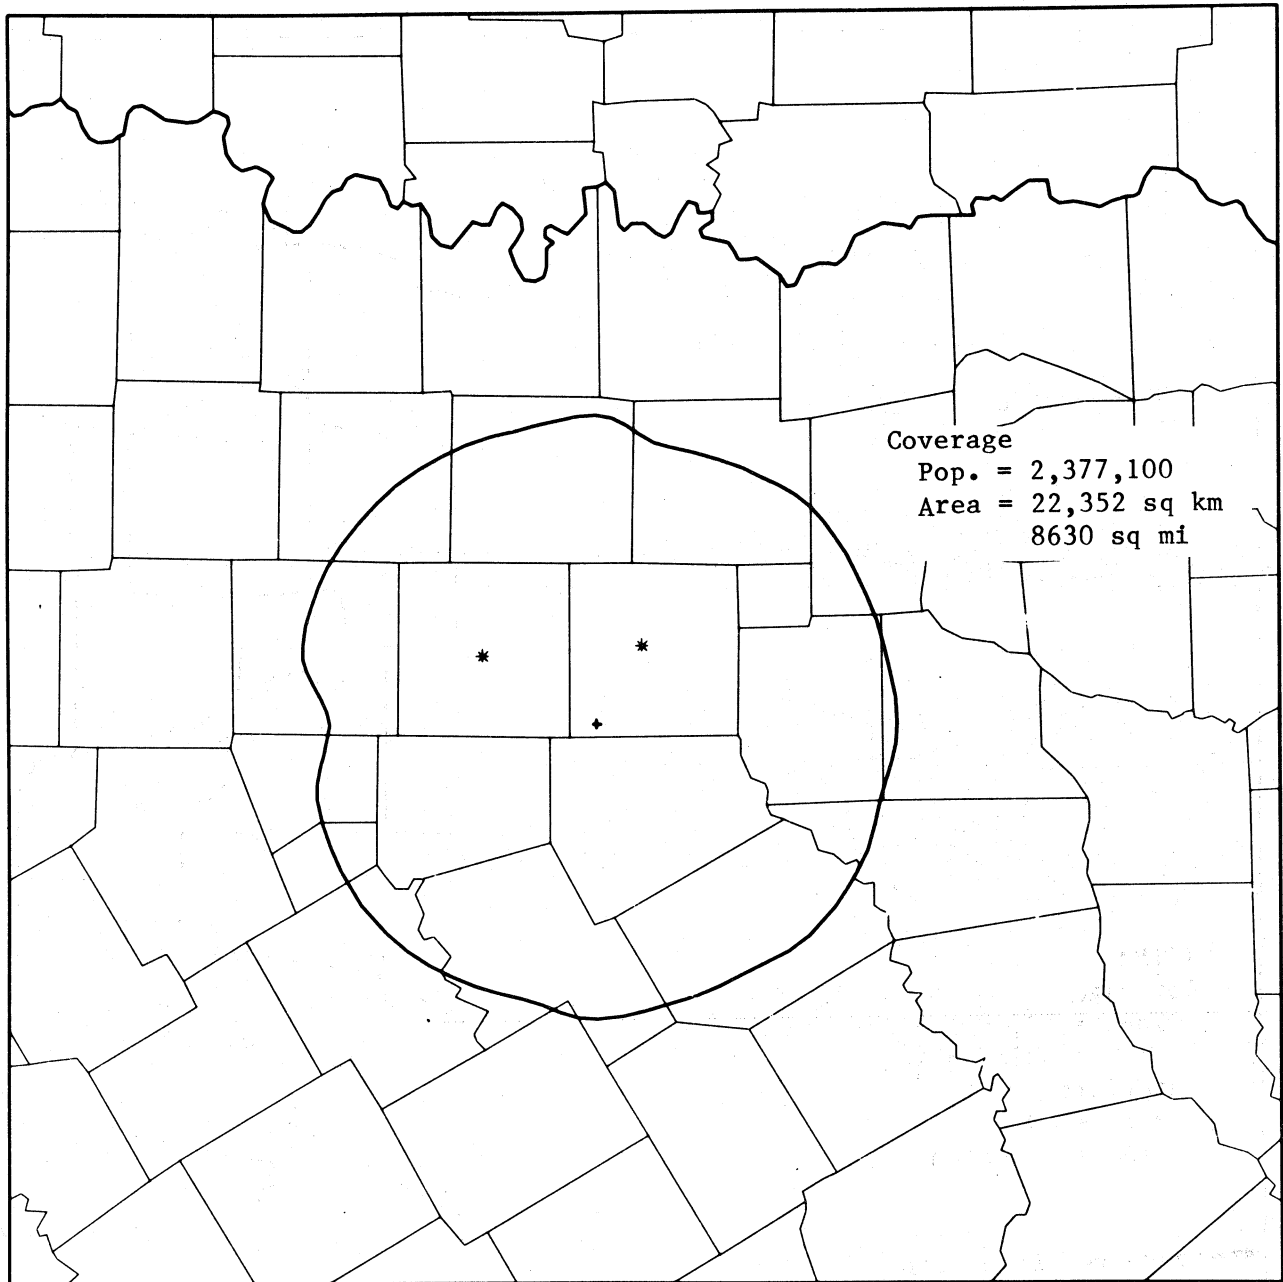 Coverage
Pop. = 2,377,100
Area = 22,352 sq km
8630 sq mi